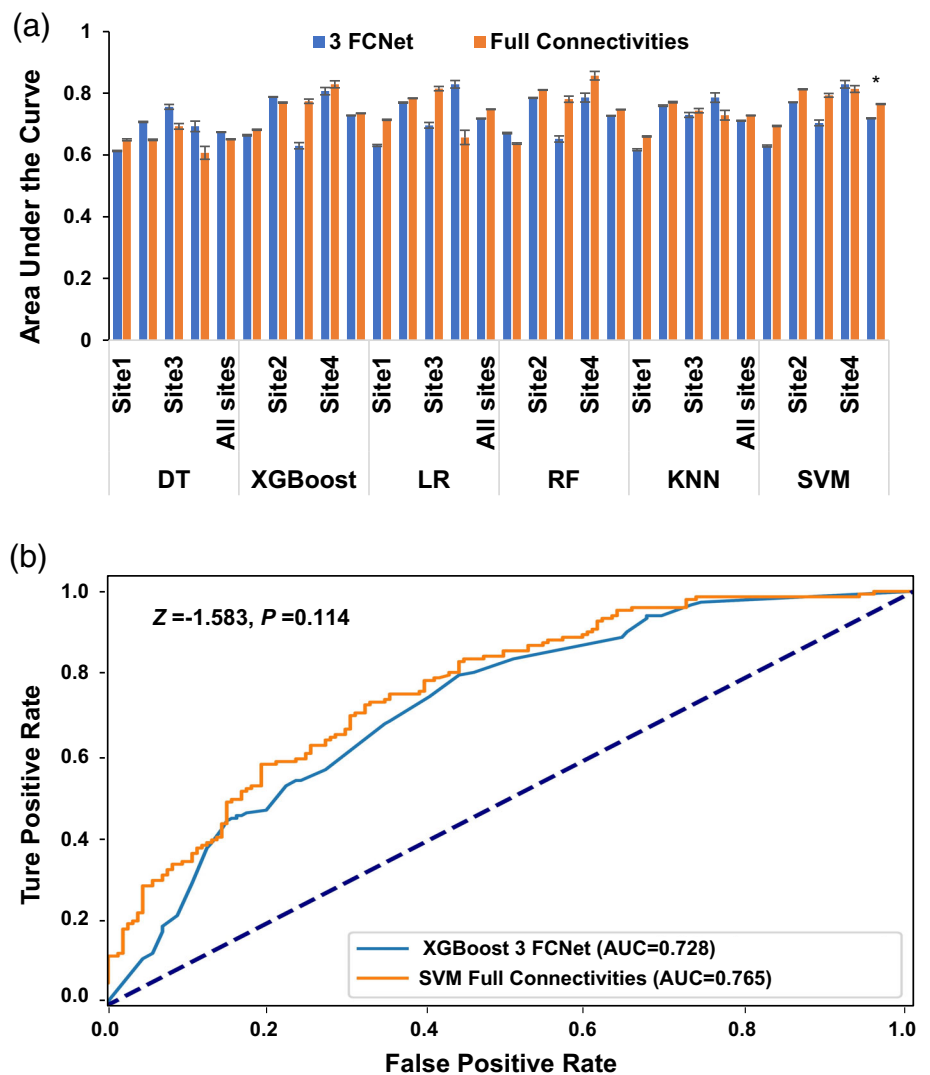 (a)
3 FCNet Full Connectivities
*
Area Under the Curve
1
0.8
0.6
0.4
0.2
0
Site1 Site3 All sites Site2 Site4 Site1 Site3 All sites Site2 Site4 Site1 Site3 All sites Site2 Site4
DT XGBoost LR RF KNN SVM
(b)
Z =-1.583, P =0.114
Ture Positive Rate
1.0
0.8
0.6
0.4
0.2
0.0
XGBoost 3 FCNet (AUC=0.728)
SVM Full Connectivities (AUC=0.765)
0.0 0.2 0.4 0.6 0.8 1.0
False Positive Rate